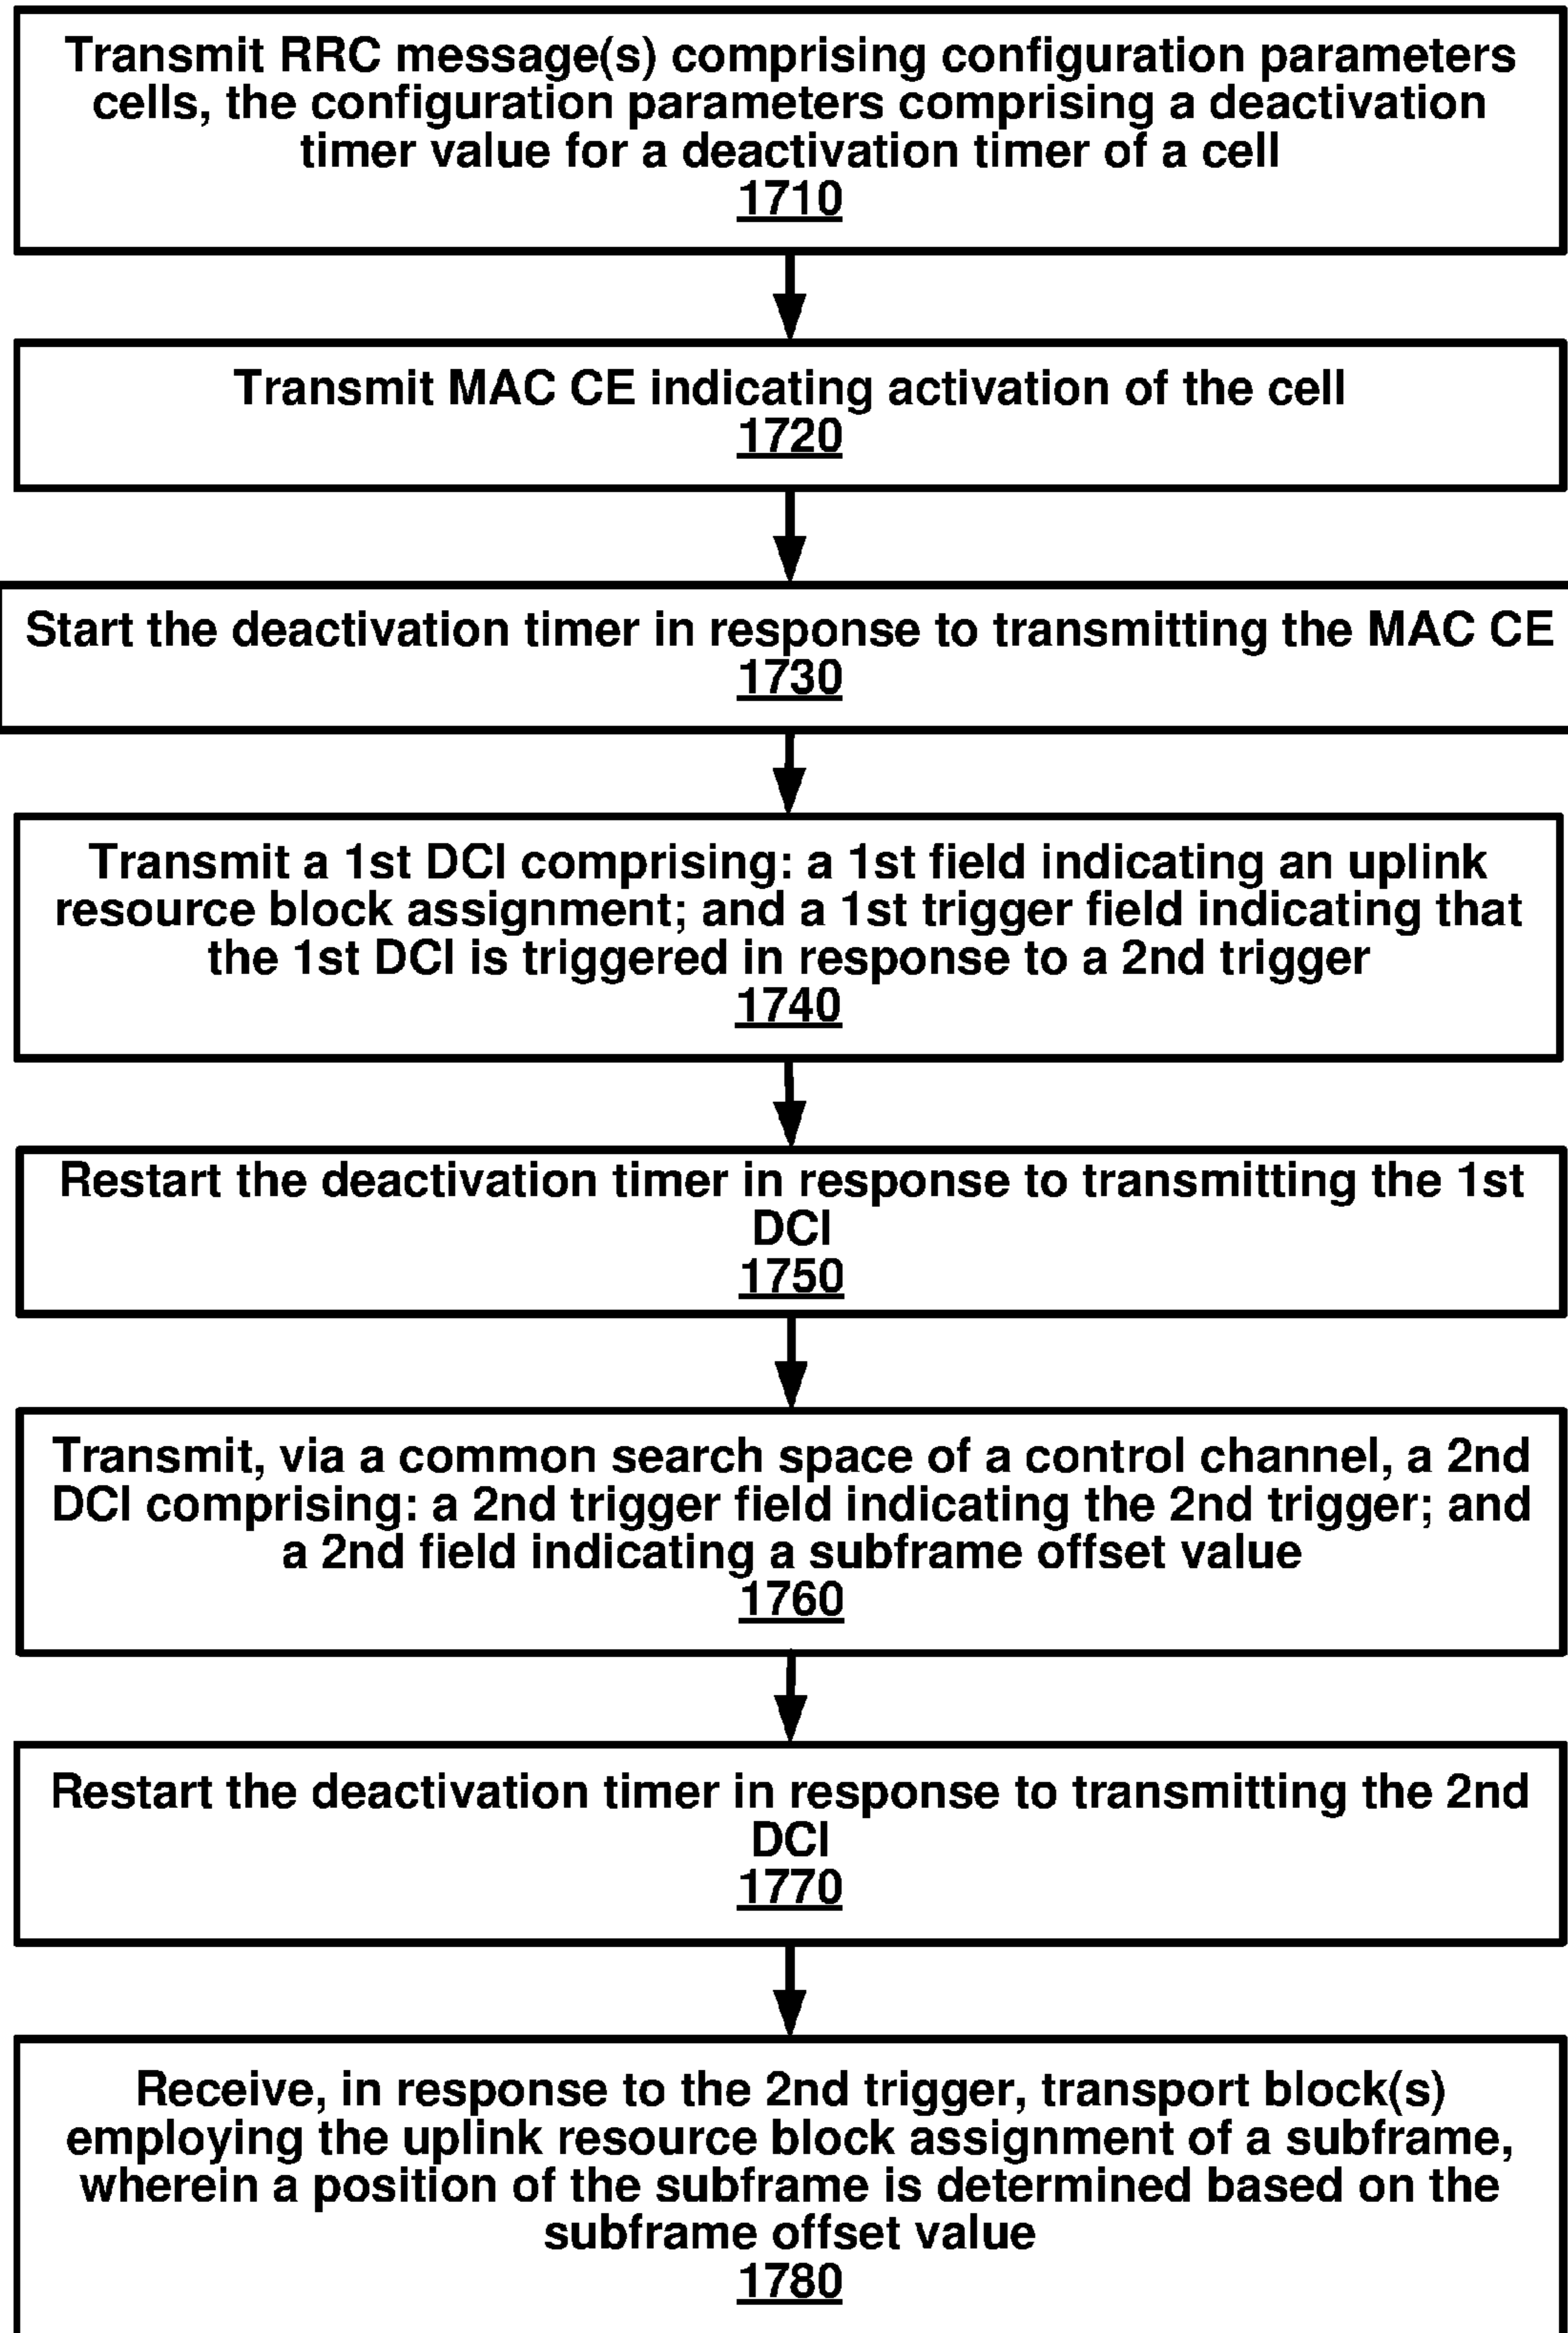 Transmit RRC message(s) comprising configuration parameters
cells, the configuration parameters comprising a deactivation
timer value for a deactivation timer of a cell
1710
Transmit MAC CE indicating activation of the cell
1720
Start the deactivation timer in response to transmitting the MAC CE
1730
Transmit a 1st DCI comprising: a 1st field indicating an uplink
resource block assignment; and a 1st trigger field indicating that
the 1st DCI is triggered in response to a 2nd trigger
1740
Restart the deactivation timer in response to transmitting the 1st
DCI
1750
Transmit, via a common search space of a control channel, a 2nd
DCI comprising: a 2nd trigger field indicating the 2nd trigger; and
a 2nd field indicating a subframe offset value
1760
Restart the deactivation timer in response to transmitting the 2nd
DCI
1770
Receive, in response to the 2nd trigger, transport block(s)
employing the uplink resource block assignment of a subframe,
wherein a position of the subframe is determined based on the
subframe offset value
1780